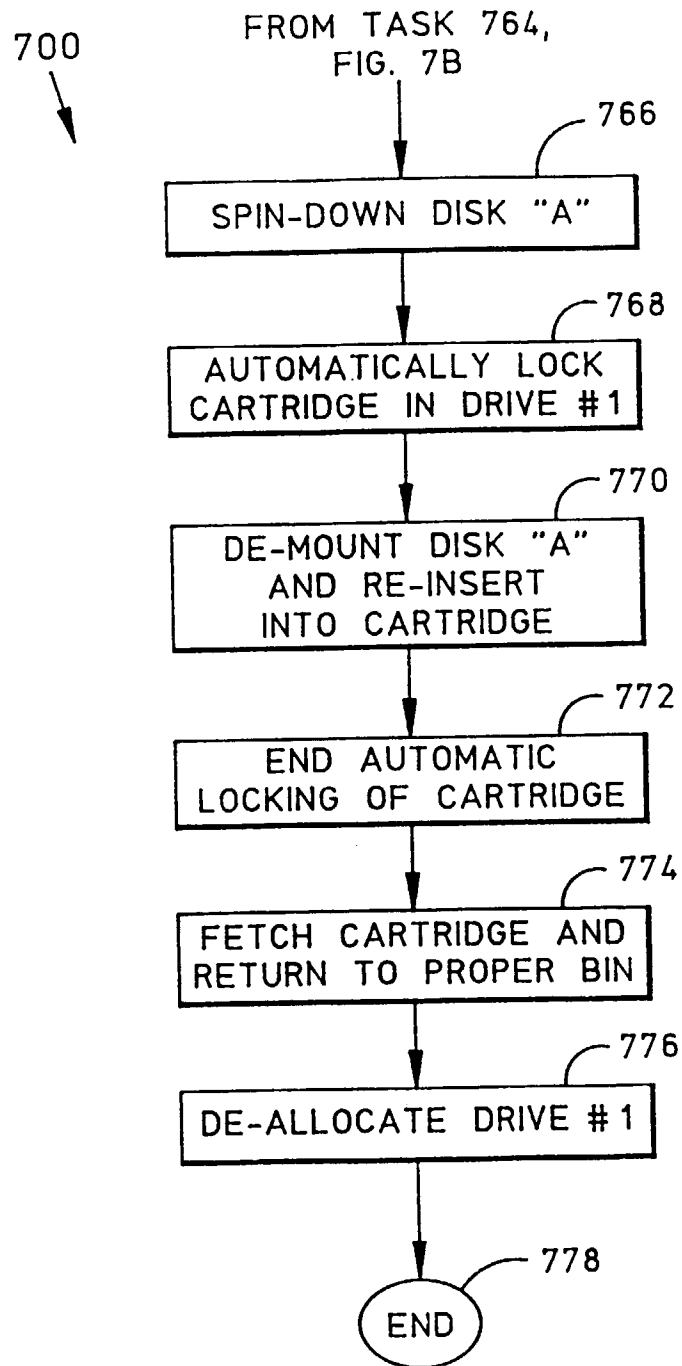 700
FROM TASK 764,
FIG. 7B
766
SPIN-DOWN DISK "A"
768
AUTOMATICALLY LOCK
CARTRIDGE IN DRIVE #1
770
DE-MOUNT DISK "A"
AND RE-INSERT
INTO CARTRIDGE
772
END AUTOMATIC
LOCKING OF CARTRIDGE
774
FETCH CARTRIDGE AND
RETURN TO PROPER BIN
776
DE-ALLOCATE DRIVE #1
778
END